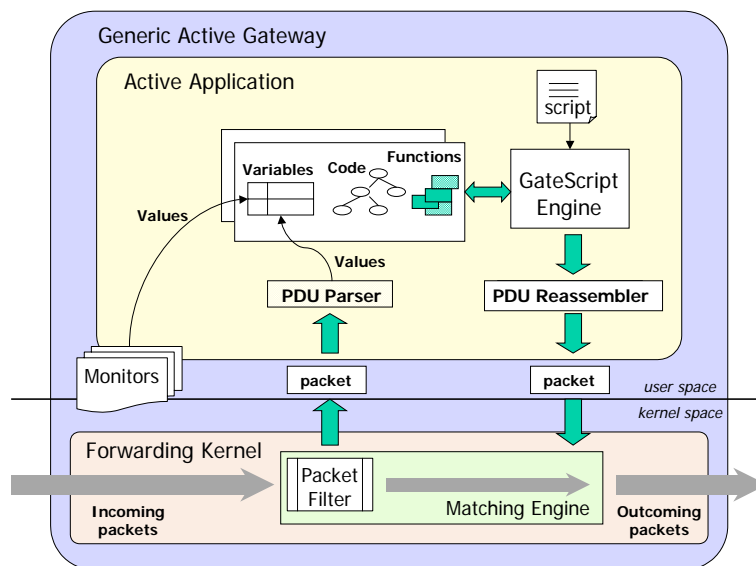 Generic Active Gateway
Active Application
script
Functions
Code
Variables
GateScript
Engine
Values
Values
PDU Parser
PDU Reassembler
Monitors
packet
packet
user space
kernel space
Forwarding Kernel
Packet
Filter
Matching Engine
Incoming
packets
Outcoming
packets